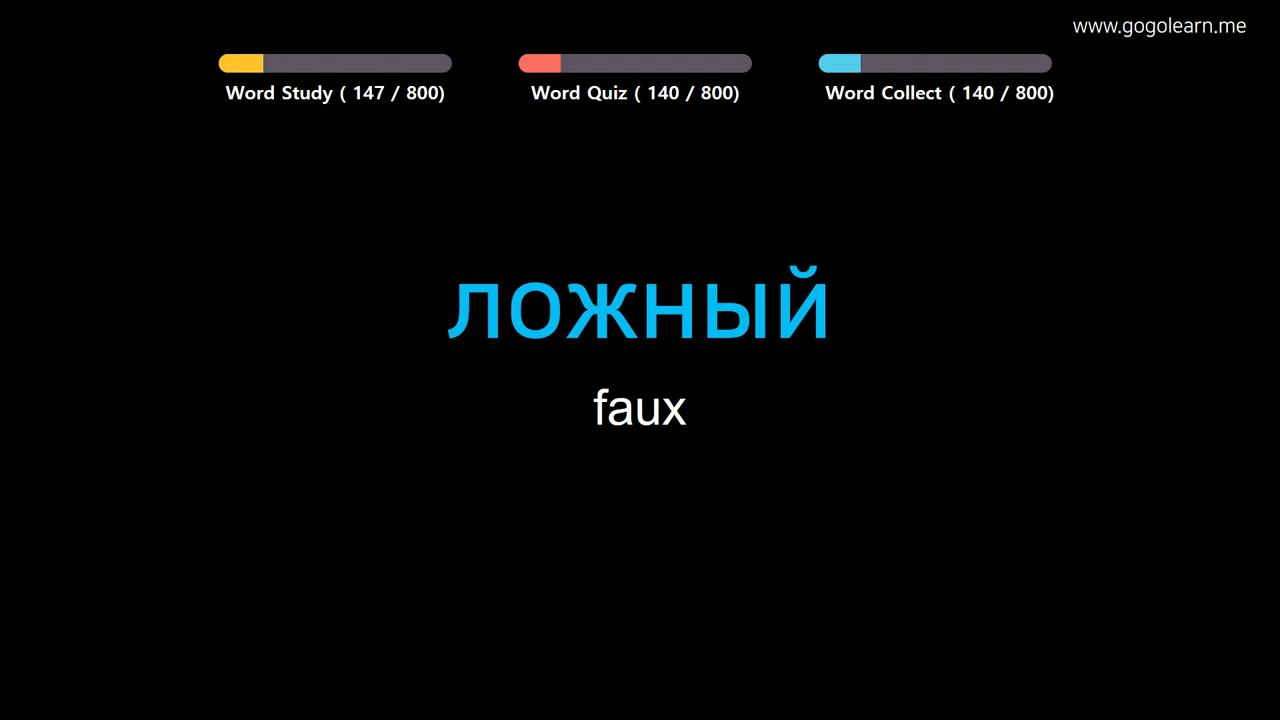 www.gogolearn.me
Word Study ( 147 / 800)
Word Quiz ( 140 / 800)
Word Collect ( 140 / 800)
ложный
faux